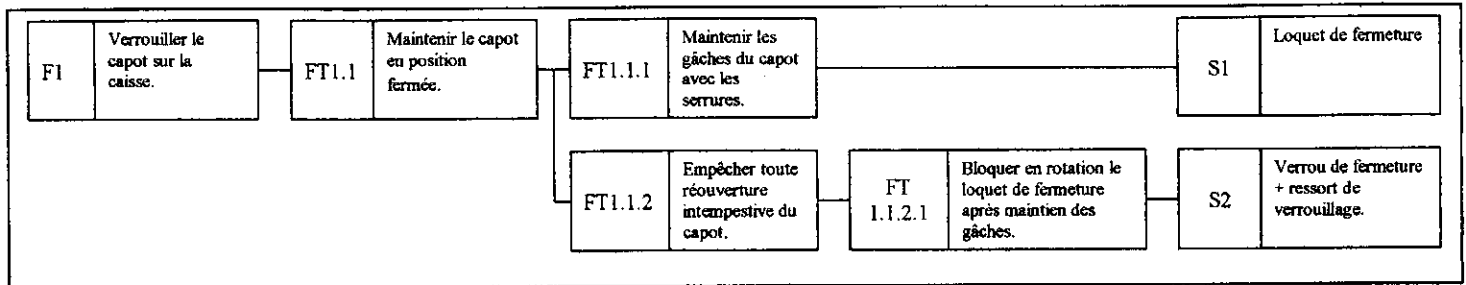 F1
Verrouiller le
capot sur la
caisse.
FT1.1
Maintenir le capot
en position
fermée.
FT1.1.1
Maintenir les
gâches du capot
avec les
serrures.
S1
Loquet de fermeture
FT1.1.2
Empêcher toute
réouverture
intempestive du
capot.
FT
1.1.2.1
Bloquer en rotation le
loquet de fermeture
après maintien des
gâches.
S2
Verrou de fermeture
+ ressort de
verrouillage.